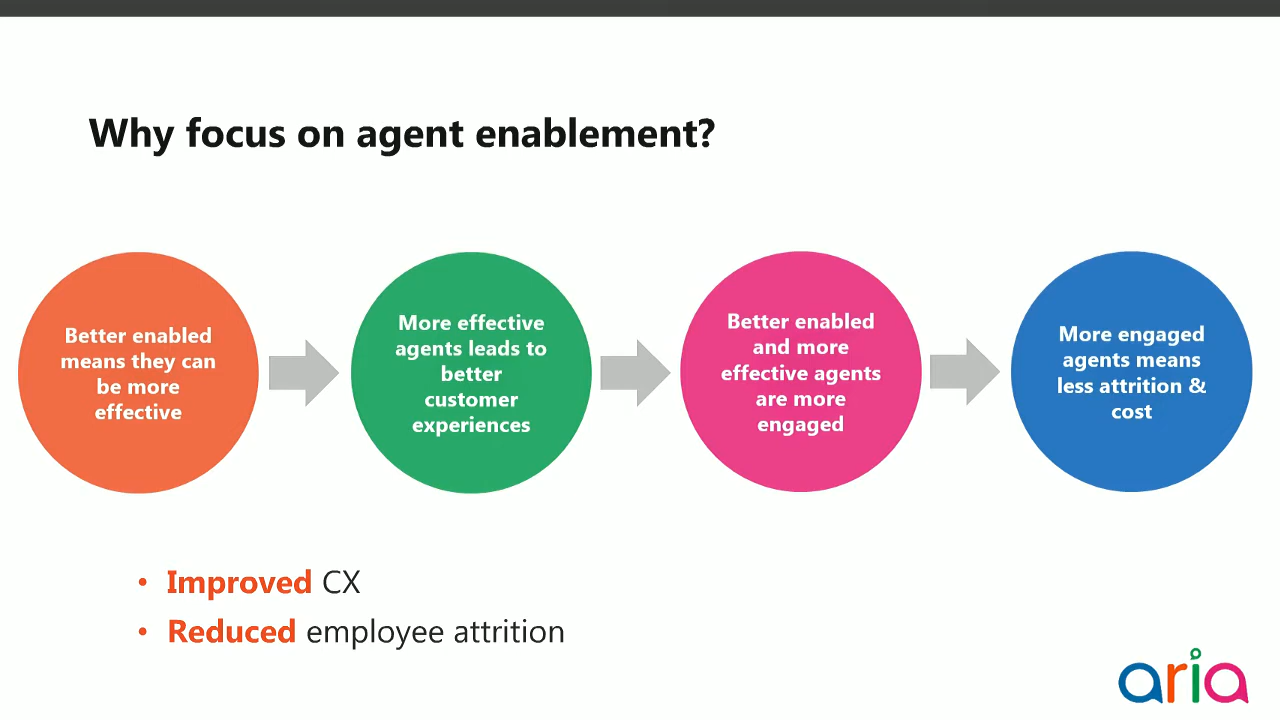 Why focus on agent enablement?
Better enabled
means they can
be more
effective
More effective
agents leads to
better
customer
experiences
Better enabled
and more
effective agents
are more
engaged
More engaged
agents means
less attrition &
cost
• Improved CX
• Reduced employee attrition
aria